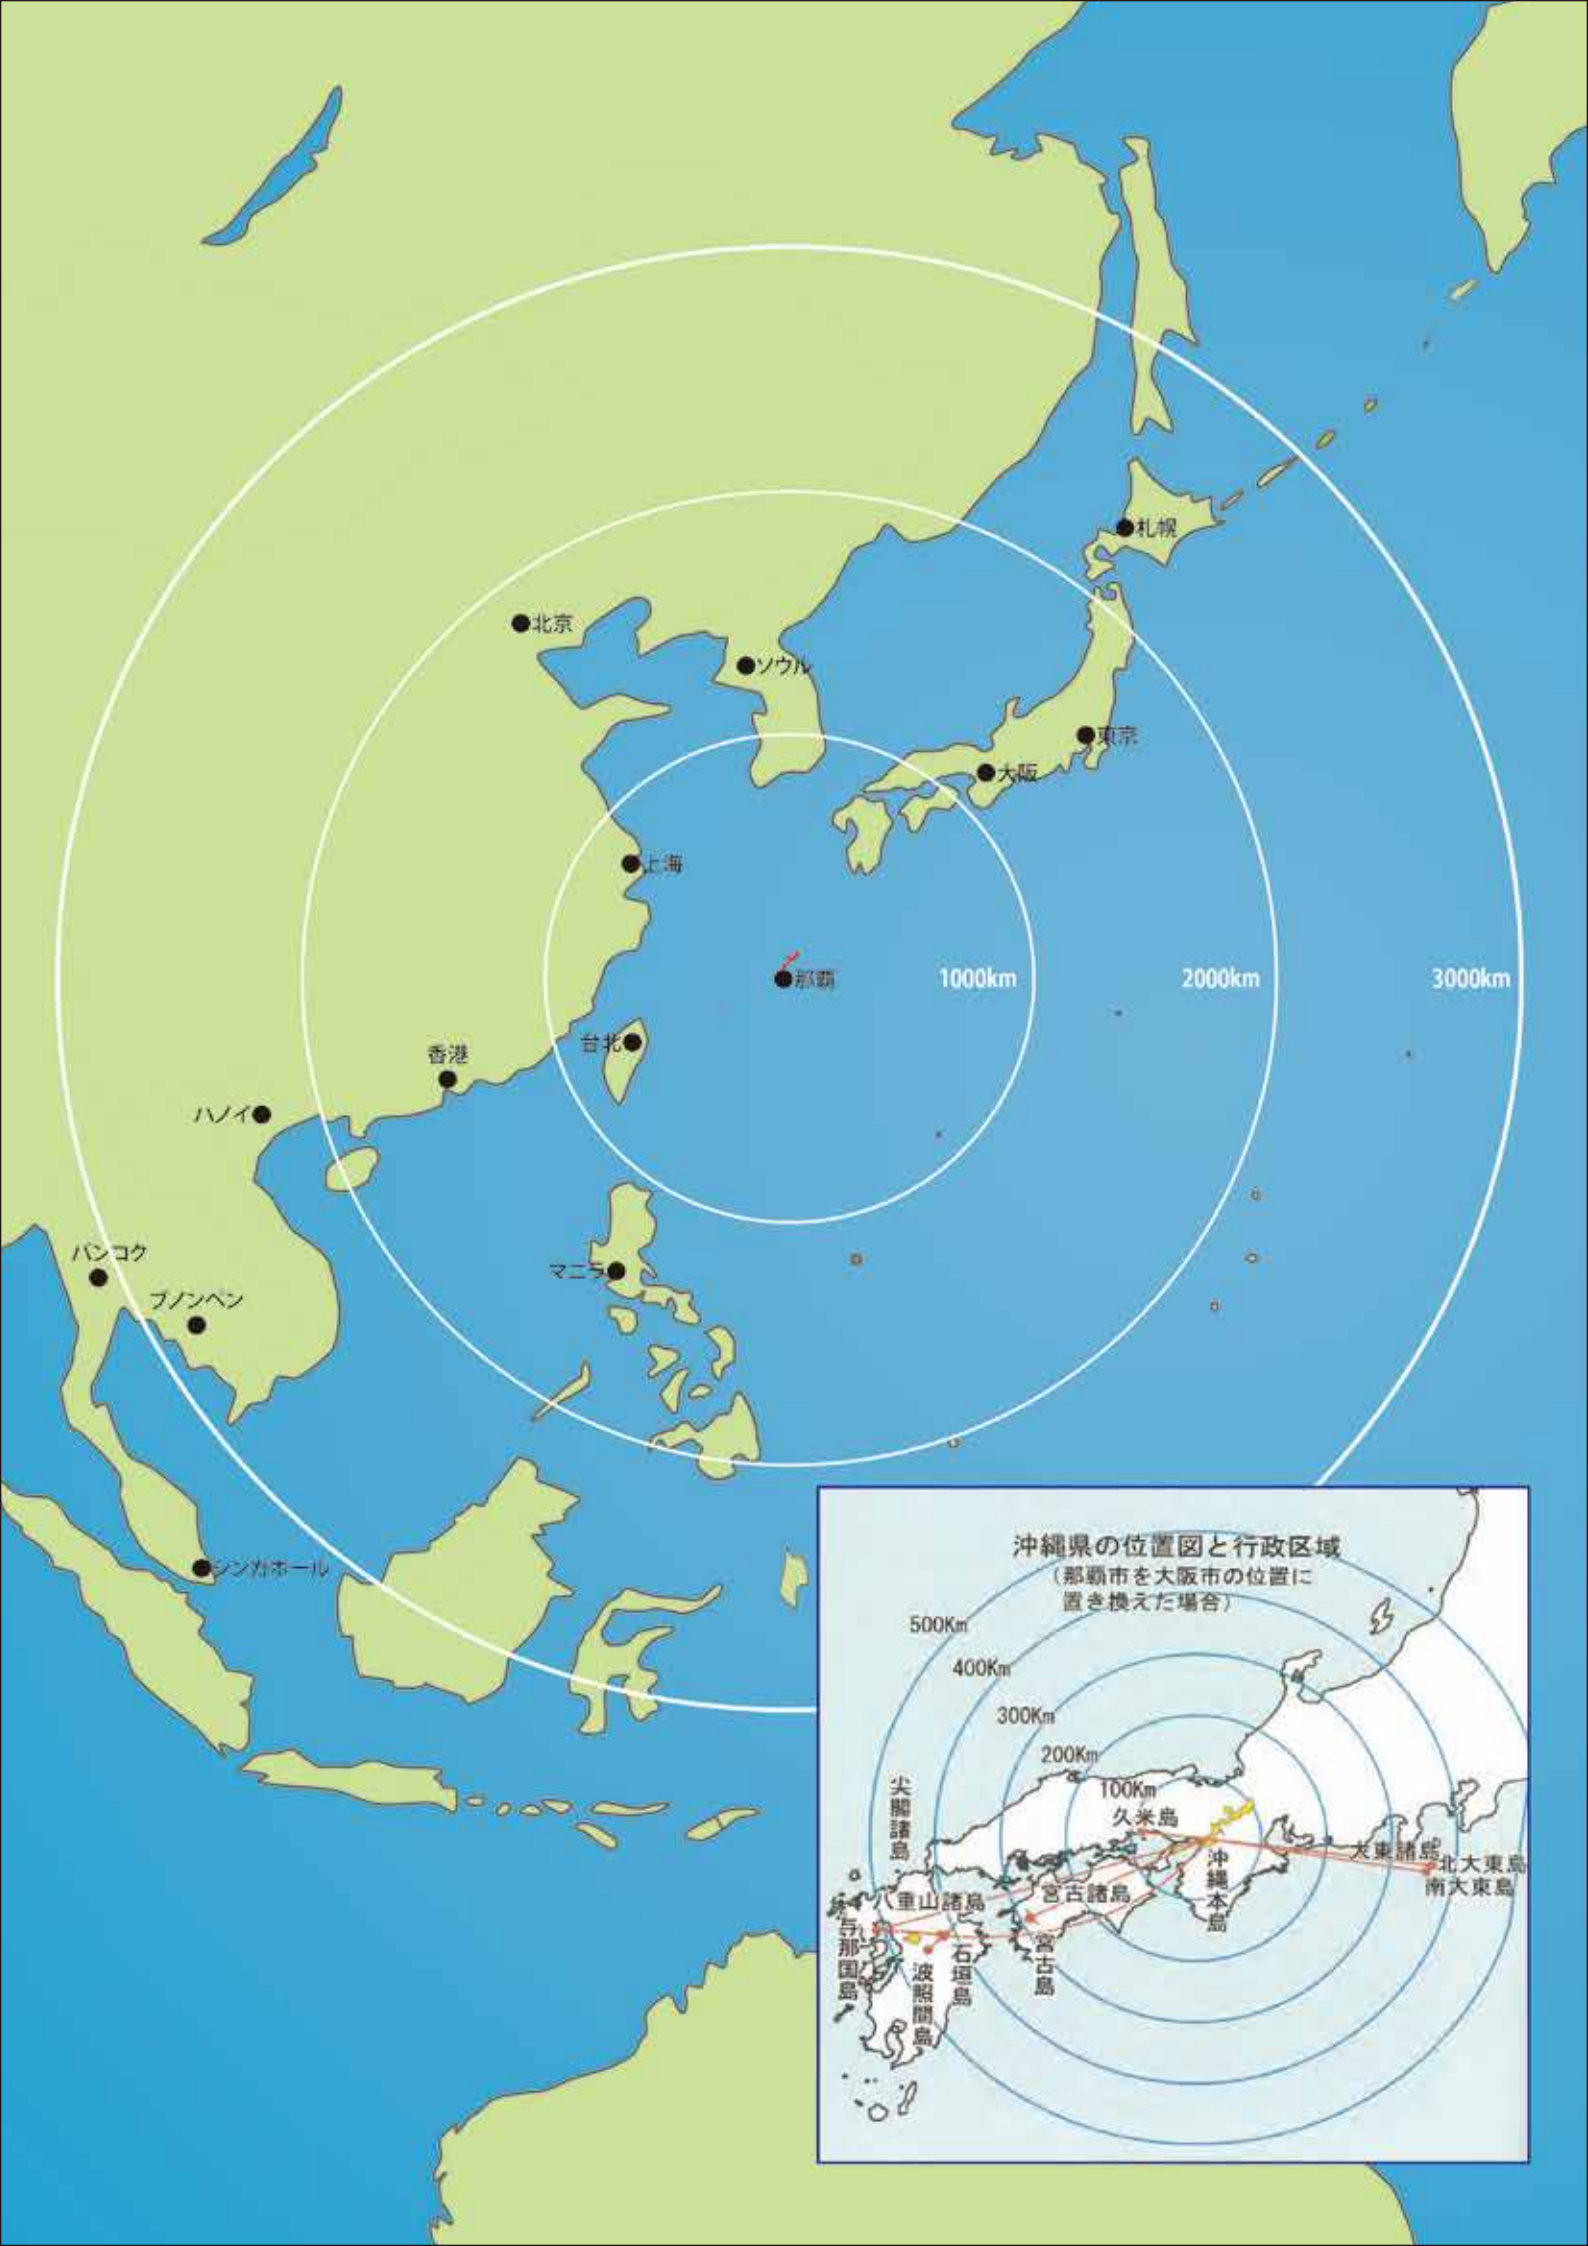 札幌
北京
ソウル
東京
大阪
上海
那覇
1000km
2000km
3000km
台北
香港
ハノイ
バンコク
プノンペン
マニラ
シンガポール
沖縄県の位置図と行政区域
（那覇市を大阪市の位置に
置き換えた場合）
500Km
400Km
300Km
200Km
100Km
尖閣諸島
久米島
大東諸島
北大東島
南大東島
沖縄本島
宮古諸島
八重山諸島
与那国島
宮古島
石垣島
波照間島